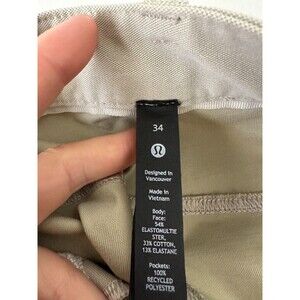 34
Designed in
Vancouver
Made in
Vietnam
Body:
Face:
54%
ELASTOMULTIE
STER,
33% COTTON,
13% ELASTANE
Pockets:
100%
RECYCLED
POLYESTER